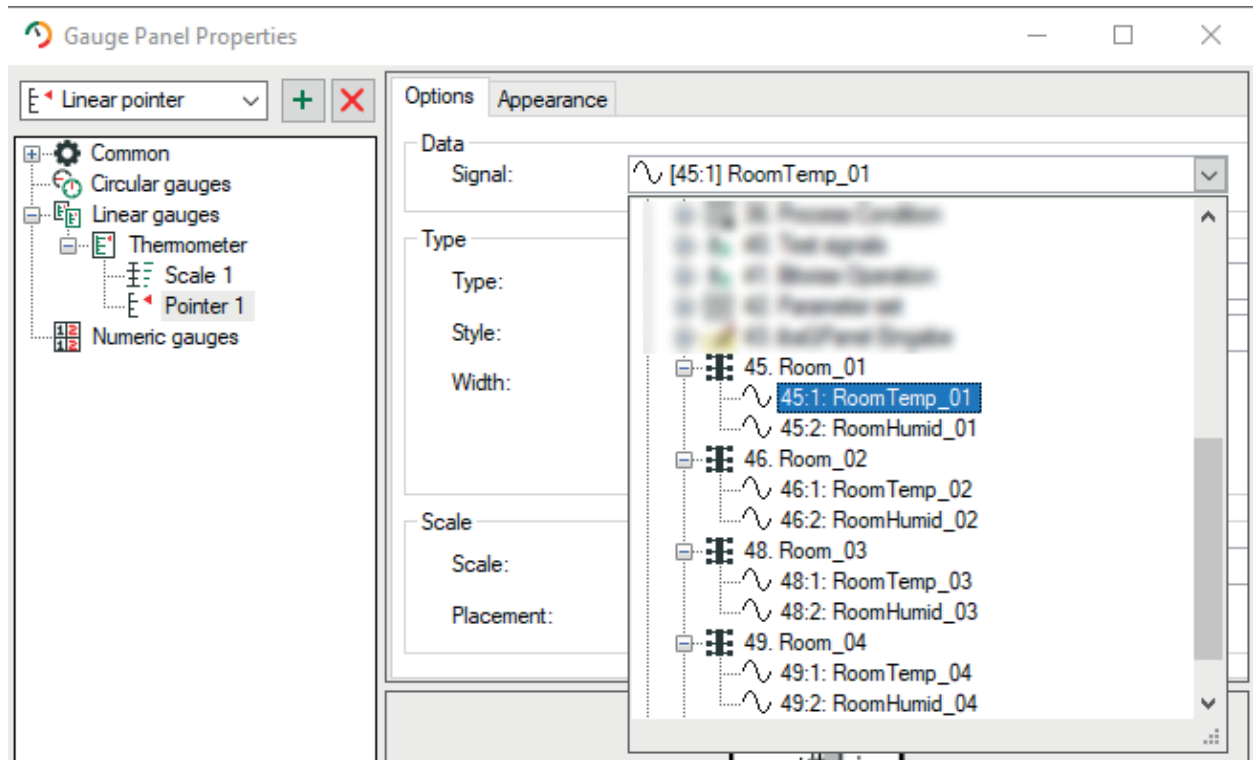 Gauge Panel Properties
Linear pointer
Common
Circular gauges
Linear gauges
Thermometer
Scale 1
Pointer 1
Numeric gauges
Options Appearance
Data
Signal: [45:1] RoomTemp_01
Type
Type:
Style:
Width:
Scale
Scale:
Placement:
45. Room_01
45:1: RoomTemp_01
45:2: RoomHumid_01
46. Room_02
46:1: RoomTemp_02
46:2: RoomHumid_02
48. Room_03
48:1: RoomTemp_03
48:2: RoomHumid_03
49. Room_04
49:1: RoomTemp_04
49:2: RoomHumid_04